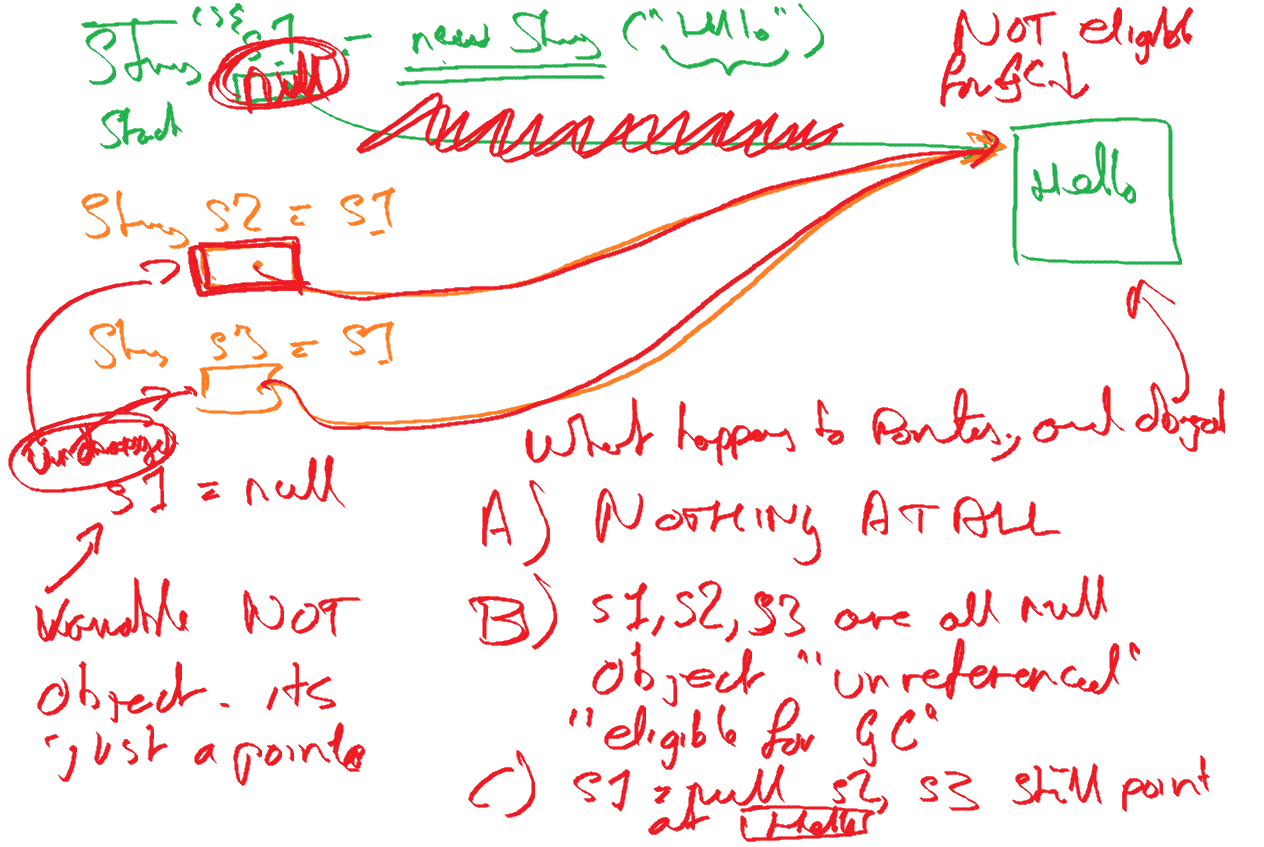 String s1 = new String ("Hello")
null
Stack
NOT eligible
for GC.
Hello
String s2 = s1
String s3 = s1
Unchanged
s1 = null
What happens to Pointers, and object
A) NOTHING AT ALL
Variable NOT
object. its
just a pointe
B) s1, s2, s3 are all null
object "unreferenced"
"eligible for GC"
C) s1 = null s2, s3 still point
at Hello